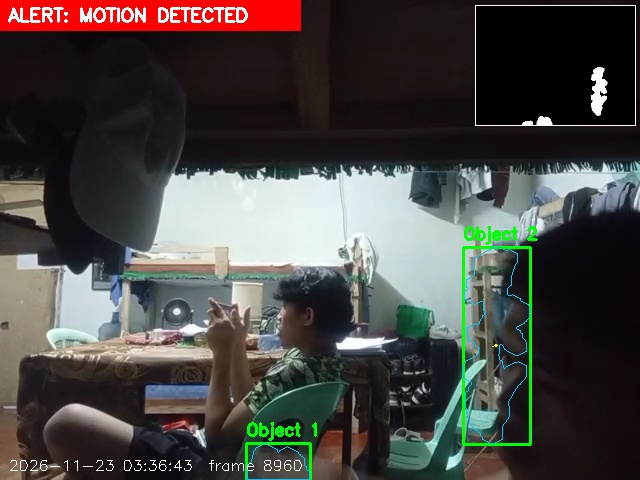 ALERT: MOTION DETECTED
Object 2
Object 1
2026-11-23 03:36:43 frame 8960